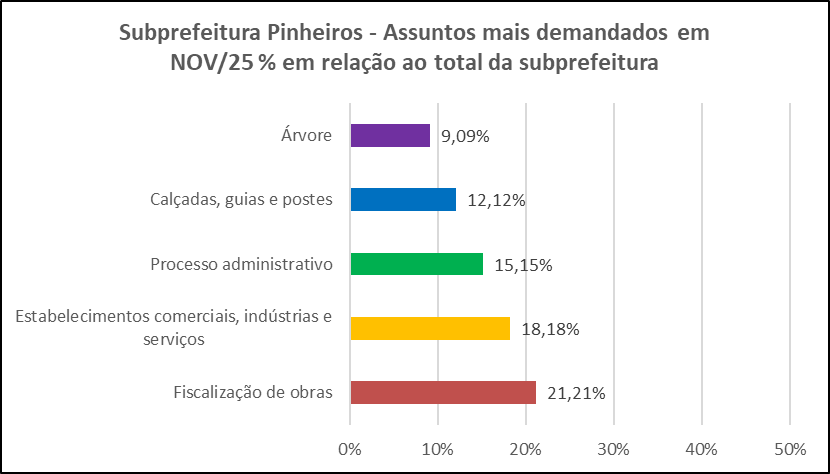 Subprefeitura Pinheiros - Assuntos mais demandados em
NOV/25 % em relação ao total da subprefeitura
Árvore
9,09%
Calçadas, guias e postes
12,12%
Processo administrativo
15,15%
Estabelecimentos comerciais, indústrias e
serviços
18,18%
Fiscalização de obras
21,21%
0% 10% 20% 30% 40% 50%